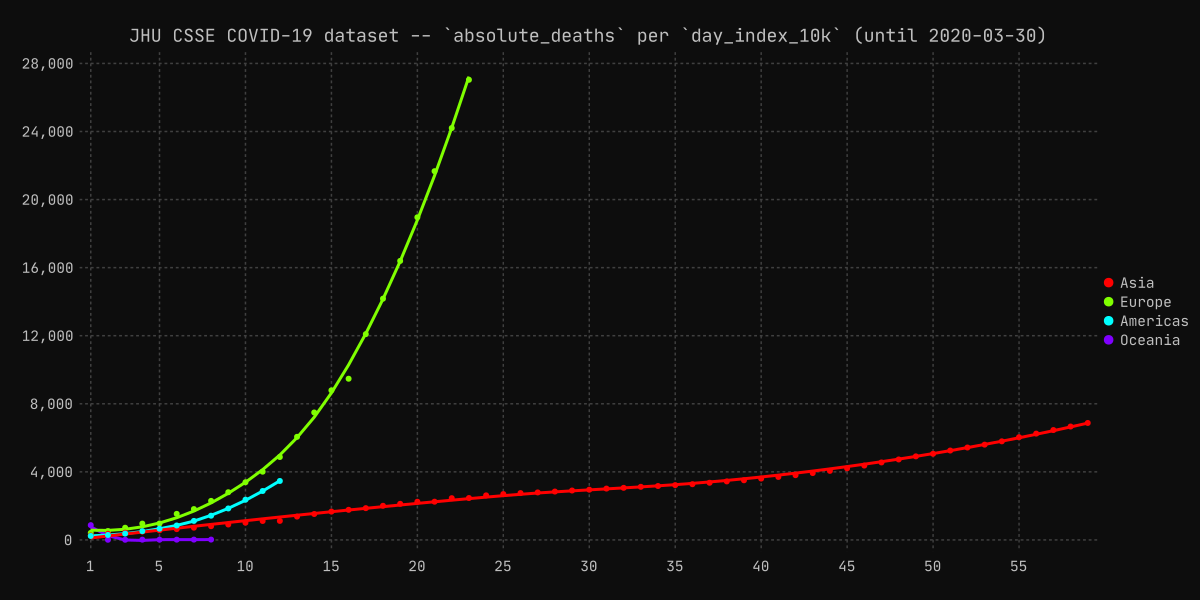 JHU CSSE COVID-19 dataset -- `absolute_deaths` per `day_index_10k` (until 2020-03-30)
28,000
24,000
20,000
16,000
12,000
8,000
4,000
0
1 5 10 15 20 25 30 35 40 45 50 55
Asia
Europe
Americas
Oceania